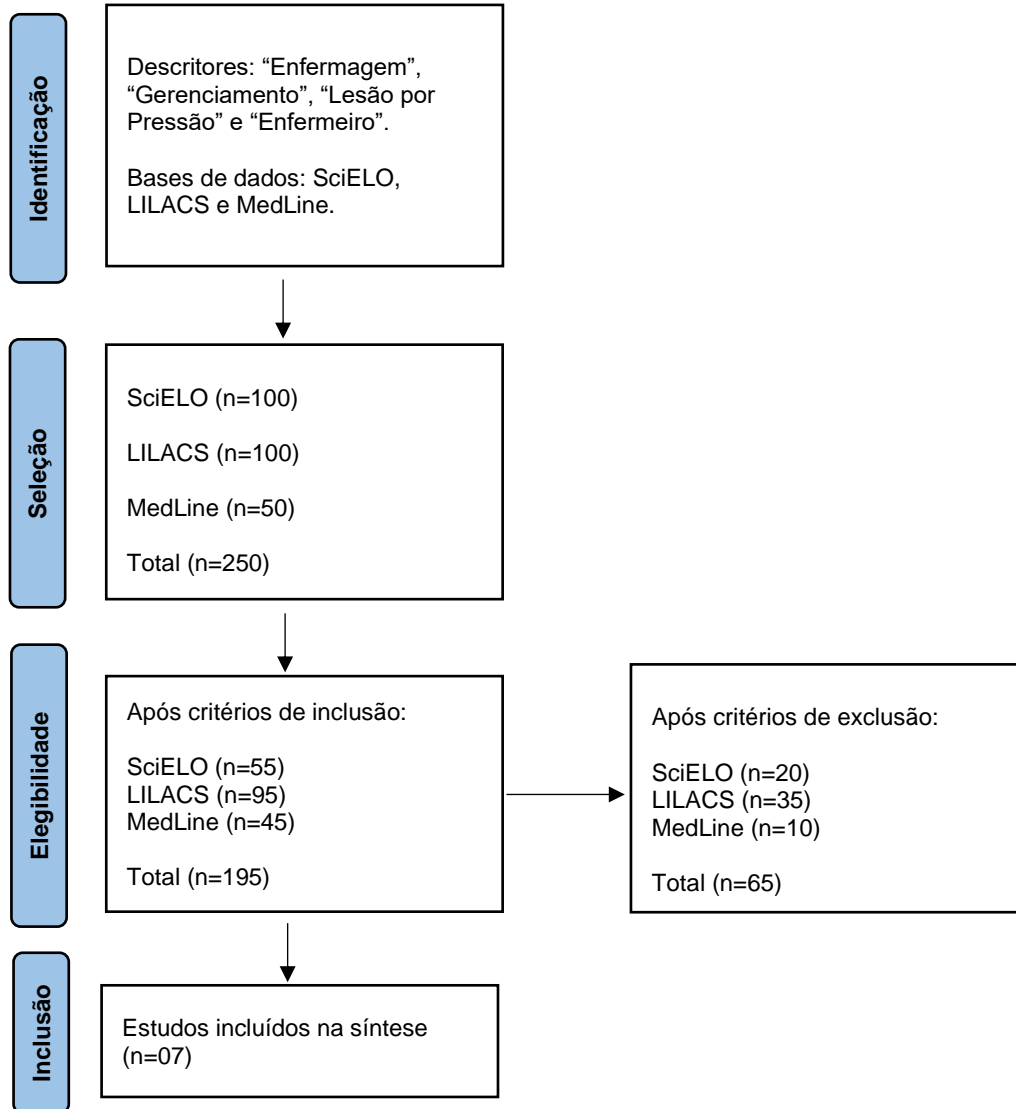 Identificação
Descritores: “Enfermagem”,
“Gerenciamento”, “Lesão por
Pressão” e “Enfermeiro”.
Bases de dados: SciELO,
LILACS e MedLine.
Seleção
SciELO (n=100)
LILACS (n=100)
MedLine (n=50)
Total (n=250)
Elegibilidade
Após critérios de inclusão:
SciELO (n=55)
LILACS (n=95)
MedLine (n=45)
Total (n=195)
Após critérios de exclusão:
SciELO (n=20)
LILACS (n=35)
MedLine (n=10)
Total (n=65)
Inclusão
Estudos incluídos na síntese
(n=07)